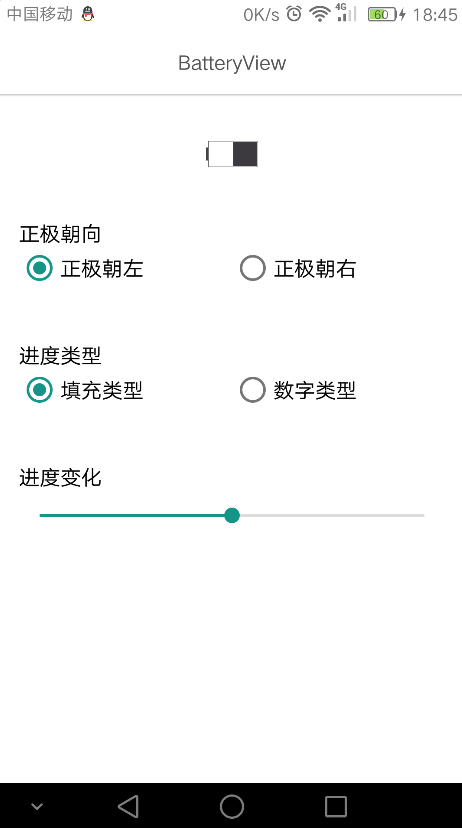 中国移动 0K/s 4G 60 18:45
BatteryView
正极朝向
正极朝左 正极朝右
进度类型
填充类型 数字类型
进度变化